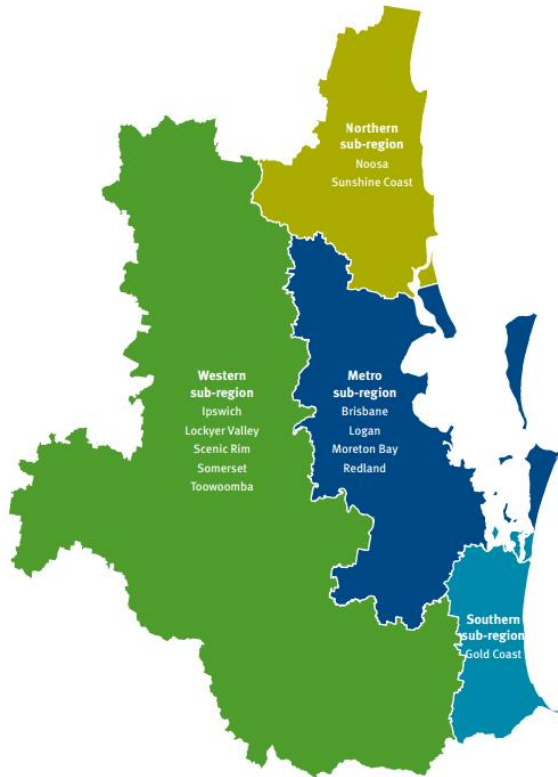 Northern
sub-region
Noosa
Sunshine Coast
Western
sub-region
Ipswich
Lockyer Valley
Scenic Rim
Somerset
Toowoomba
Metro
sub-region
Brisbane
Logan
Moreton Bay
Redland
Southern
sub-region
Gold Coast